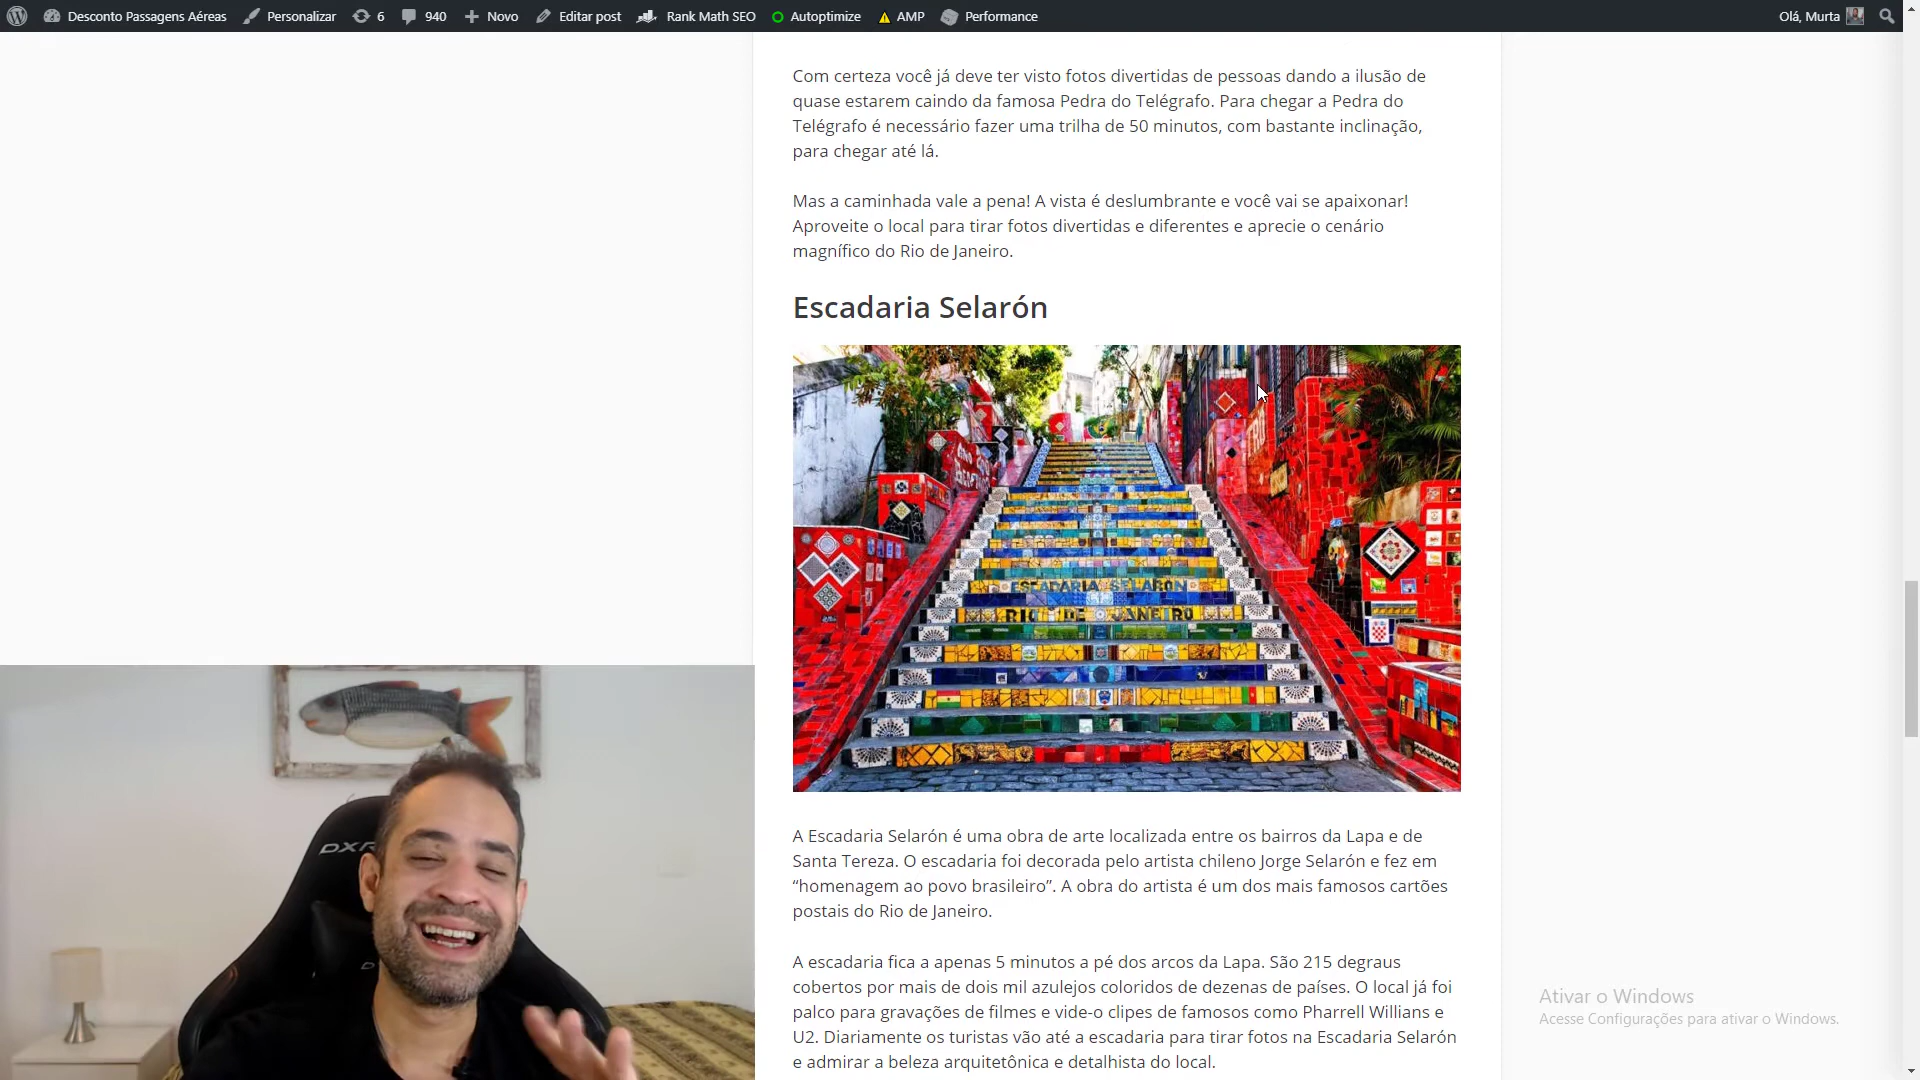 Desconto Passagens Aéreas Personalizar 6 940 Novo Editar post Rank Math SEO Autoptimize AMP Performance Olá, Murta
Com certeza você já deve ter visto fotos divertidas de pessoas dando a ilusão de
quase estarem caindo da famosa Pedra do Telégrafo. Para chegar a Pedra do
Telégrafo é necessário fazer uma trilha de 50 minutos, com bastante inclinação,
para chegar até lá.
Mas a caminhada vale a pena! A vista é deslumbrante e você vai se apaixonar!
Aproveite o local para tirar fotos divertidas e diferentes e aprecie o cenário
magnífico do Rio de Janeiro.
Escadaria Selarón
ESCADARIA SELARÓN
RIO DE JANEIRO
A Escadaria Selarón é uma obra de arte localizada entre os bairros da Lapa e de
Santa Tereza. O escadaria foi decorada pelo artista chileno Jorge Selarón e fez em
“homenagem ao povo brasileiro”. A obra do artista é um dos mais famosos cartões
postais do Rio de Janeiro.
A escadaria fica a apenas 5 minutos a pé dos arcos da Lapa. São 215 degraus
cobertos por mais de dois mil azulejos coloridos de dezenas de países. O local já foi
palco para gravações de filmes e vide-o clipes de famosos como Pharrell Willians e
U2. Diariamente os turistas vão até a escadaria para tirar fotos na Escadaria Selarón
e admirar a beleza arquitetônica e detalhista do local.
DXR
Ativar o Windows
Acesse Configurações para ativar o Windows.